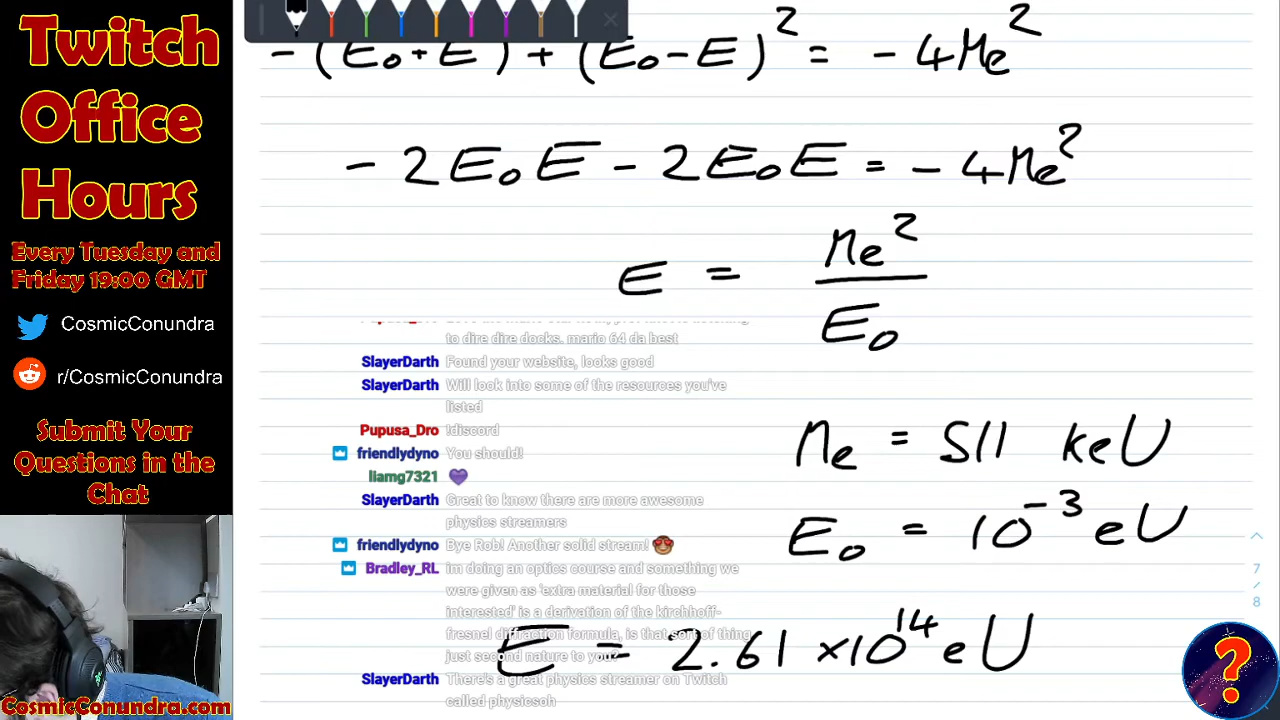 Twitch
Office
Hours
Every Tuesday and
Friday 19:00 GMT
CosmicConundra
r/CosmicConundra
Submit Your
Questions in the
Chat
CosmicConundra.com
-(E₀+E) + (E₀-E)² = -4Me²
-2E₀E - 2E₀E = -4Me²
E = Me²
E₀
to dire dire docks. mario 64 da best
SlayerDarth Found your website, looks good
SlayerDarth Will look into some of the resources you've
listed
Pupusa_Dro !discord
friendlydyno You should!
liamg7321 💜
SlayerDarth Great to know there are more awesome
physics streamers
friendlydyno Bye Rob! Another solid stream!
Bradley_RL im doing an optics course and something we
were given as 'extra material for those
interested' is a derivation of the kirchhoff-
fresnel diffraction formula, is that sort of thing
just second nature to you?
SlayerDarth There's a great physics streamer on Twitch
called physicsoh
Me = 511 keV
E₀ = 10⁻³ eV
E = 2.61 ×10¹⁴ eV
7
/
8
?